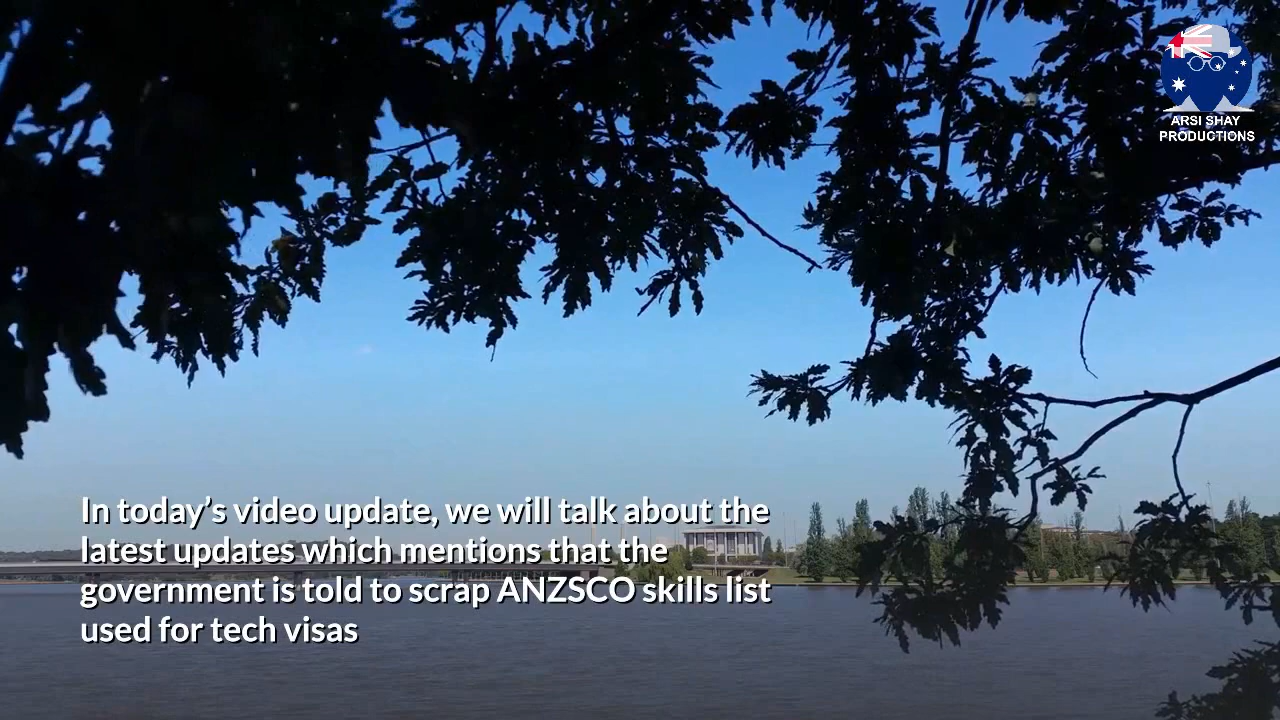 ARSI SHAY
PRODUCTIONS
In today’s video update, we will talk about the
latest updates which mentions that the
government is told to scrap ANZSCO skills list
used for tech visas